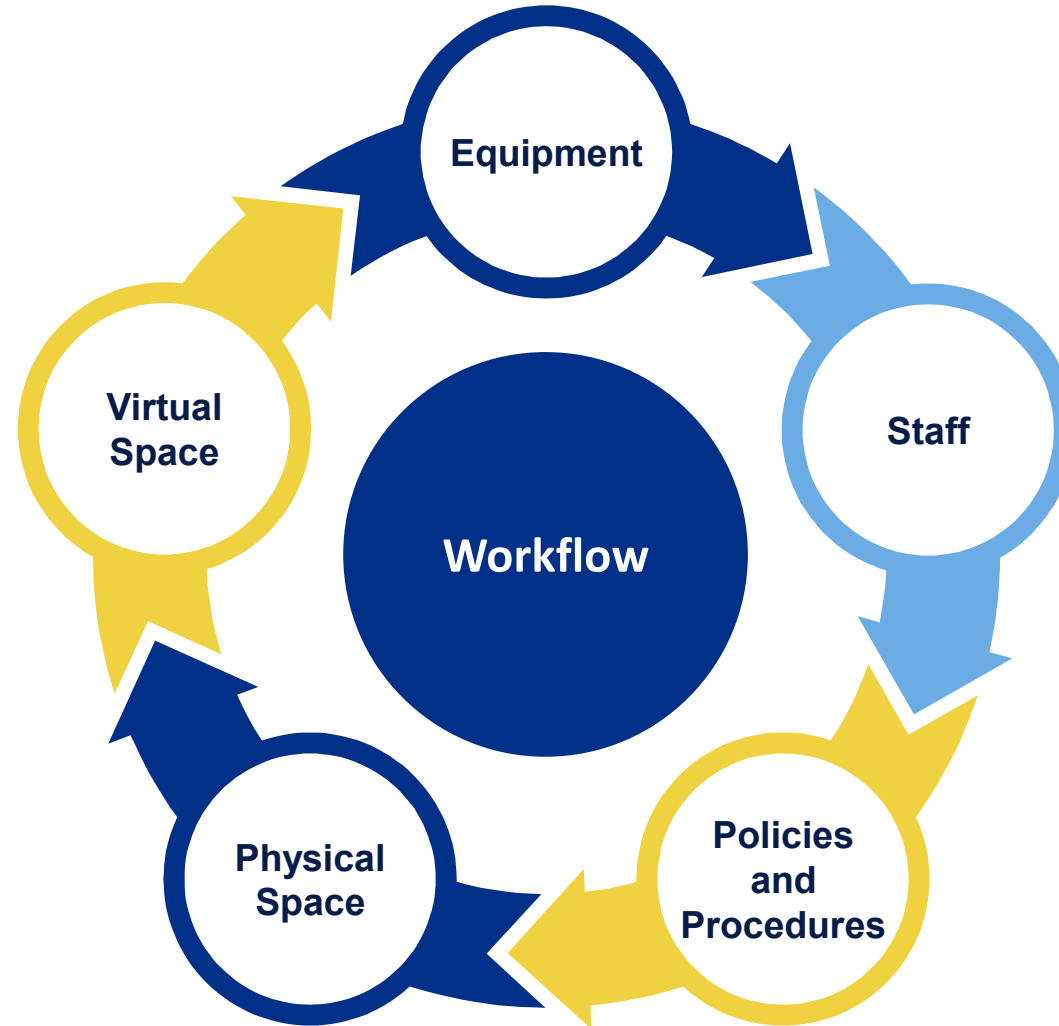 Equipment
Staff
Policies
and
Procedures
Physical
Space
Virtual
Space
Workflow